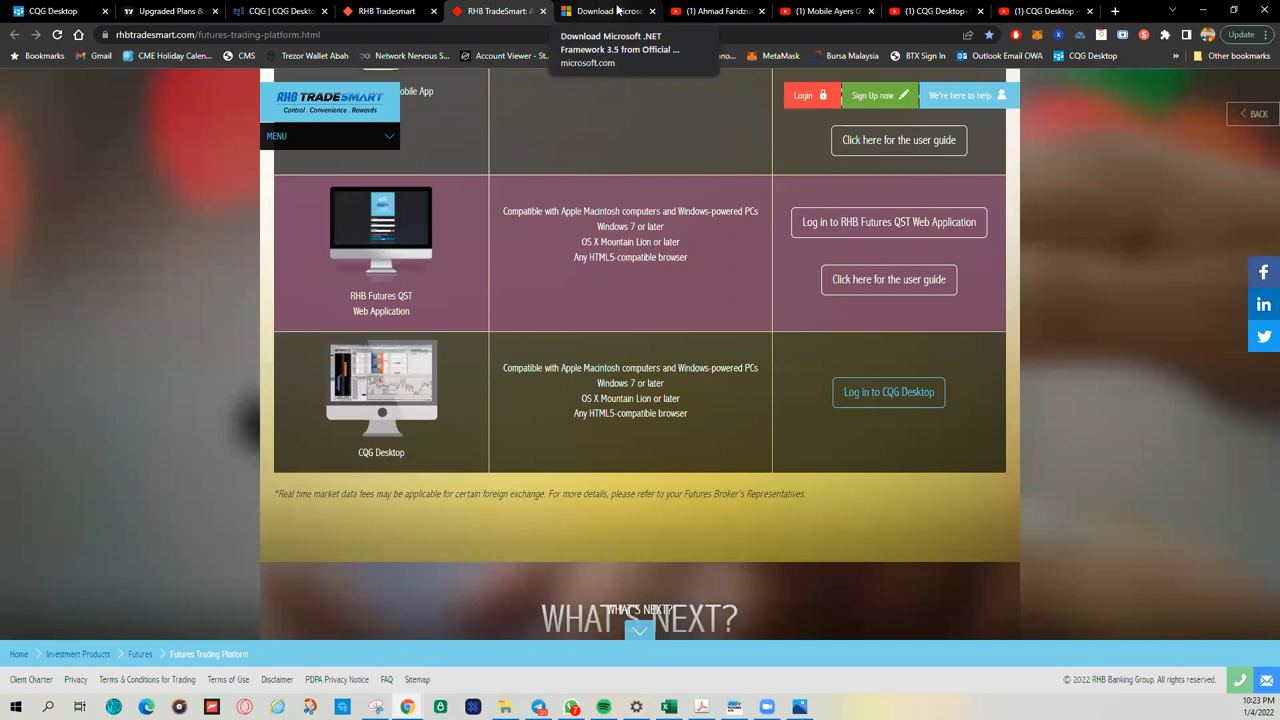 CQG Desktop
Upgraded Plans &
CQG | CQG Deskto
RHB Tradesmart
RHB TradeSmart: A
Download Microso
(1) Ahmad Faridzul
(1) Mobile Ayers G
(1) CQG Desktop-
(1) CQG Desktop -
rhbtradesmart.com/futures-trading-platform.html
Update
Bookmarks
Gmail
CoinMarketCap
CMS
Trezor Wallet Abah
Northern Nervous S...
Account Viewer - St...
MetaMask
Bursa Malaysia
BSC
Outlook Email OWA
CQG Desktop
Other bookmarks
Download Microsoft .NET
Framework 3.5 from Official ...
microsoft.com
RHB TRADESMART
Control . Convenience . Rewards
MENU
obile App
Login
Sign Up now
We're here to help
BACK
Click here for the user guide
RHB Futures QST
Web Application
Compatible with Apple Macintosh computers and Windows-powered PCs
Windows 7 or later
OS X Mountain Lion or later
Any HTML5-compatible browser
Log in to RHB Futures QST Web Application
Click here for the user guide
CQG Desktop
Compatible with Apple Macintosh computers and Windows-powered PCs
Windows 7 or later
OS X Mountain Lion or later
Any HTML5-compatible browser
Log in to CQG Desktop
*Real time market data fees may be applicable for certain foreign exchange. For more details, please refer to your Futures Broker's Representatives.
WHAT'S NEXT?
WHAT'S NEXT?
Home
Investment Products
Futures
Futures Trading Platform
Client Charter
Privacy
Terms & Conditions for Trading
Terms of Use
Disclaimer
PDPA Privacy Notice
FAQ
Sitemap
© 2022 RHB Banking Group. All rights reserved.
10:23 PM
1/4/2022